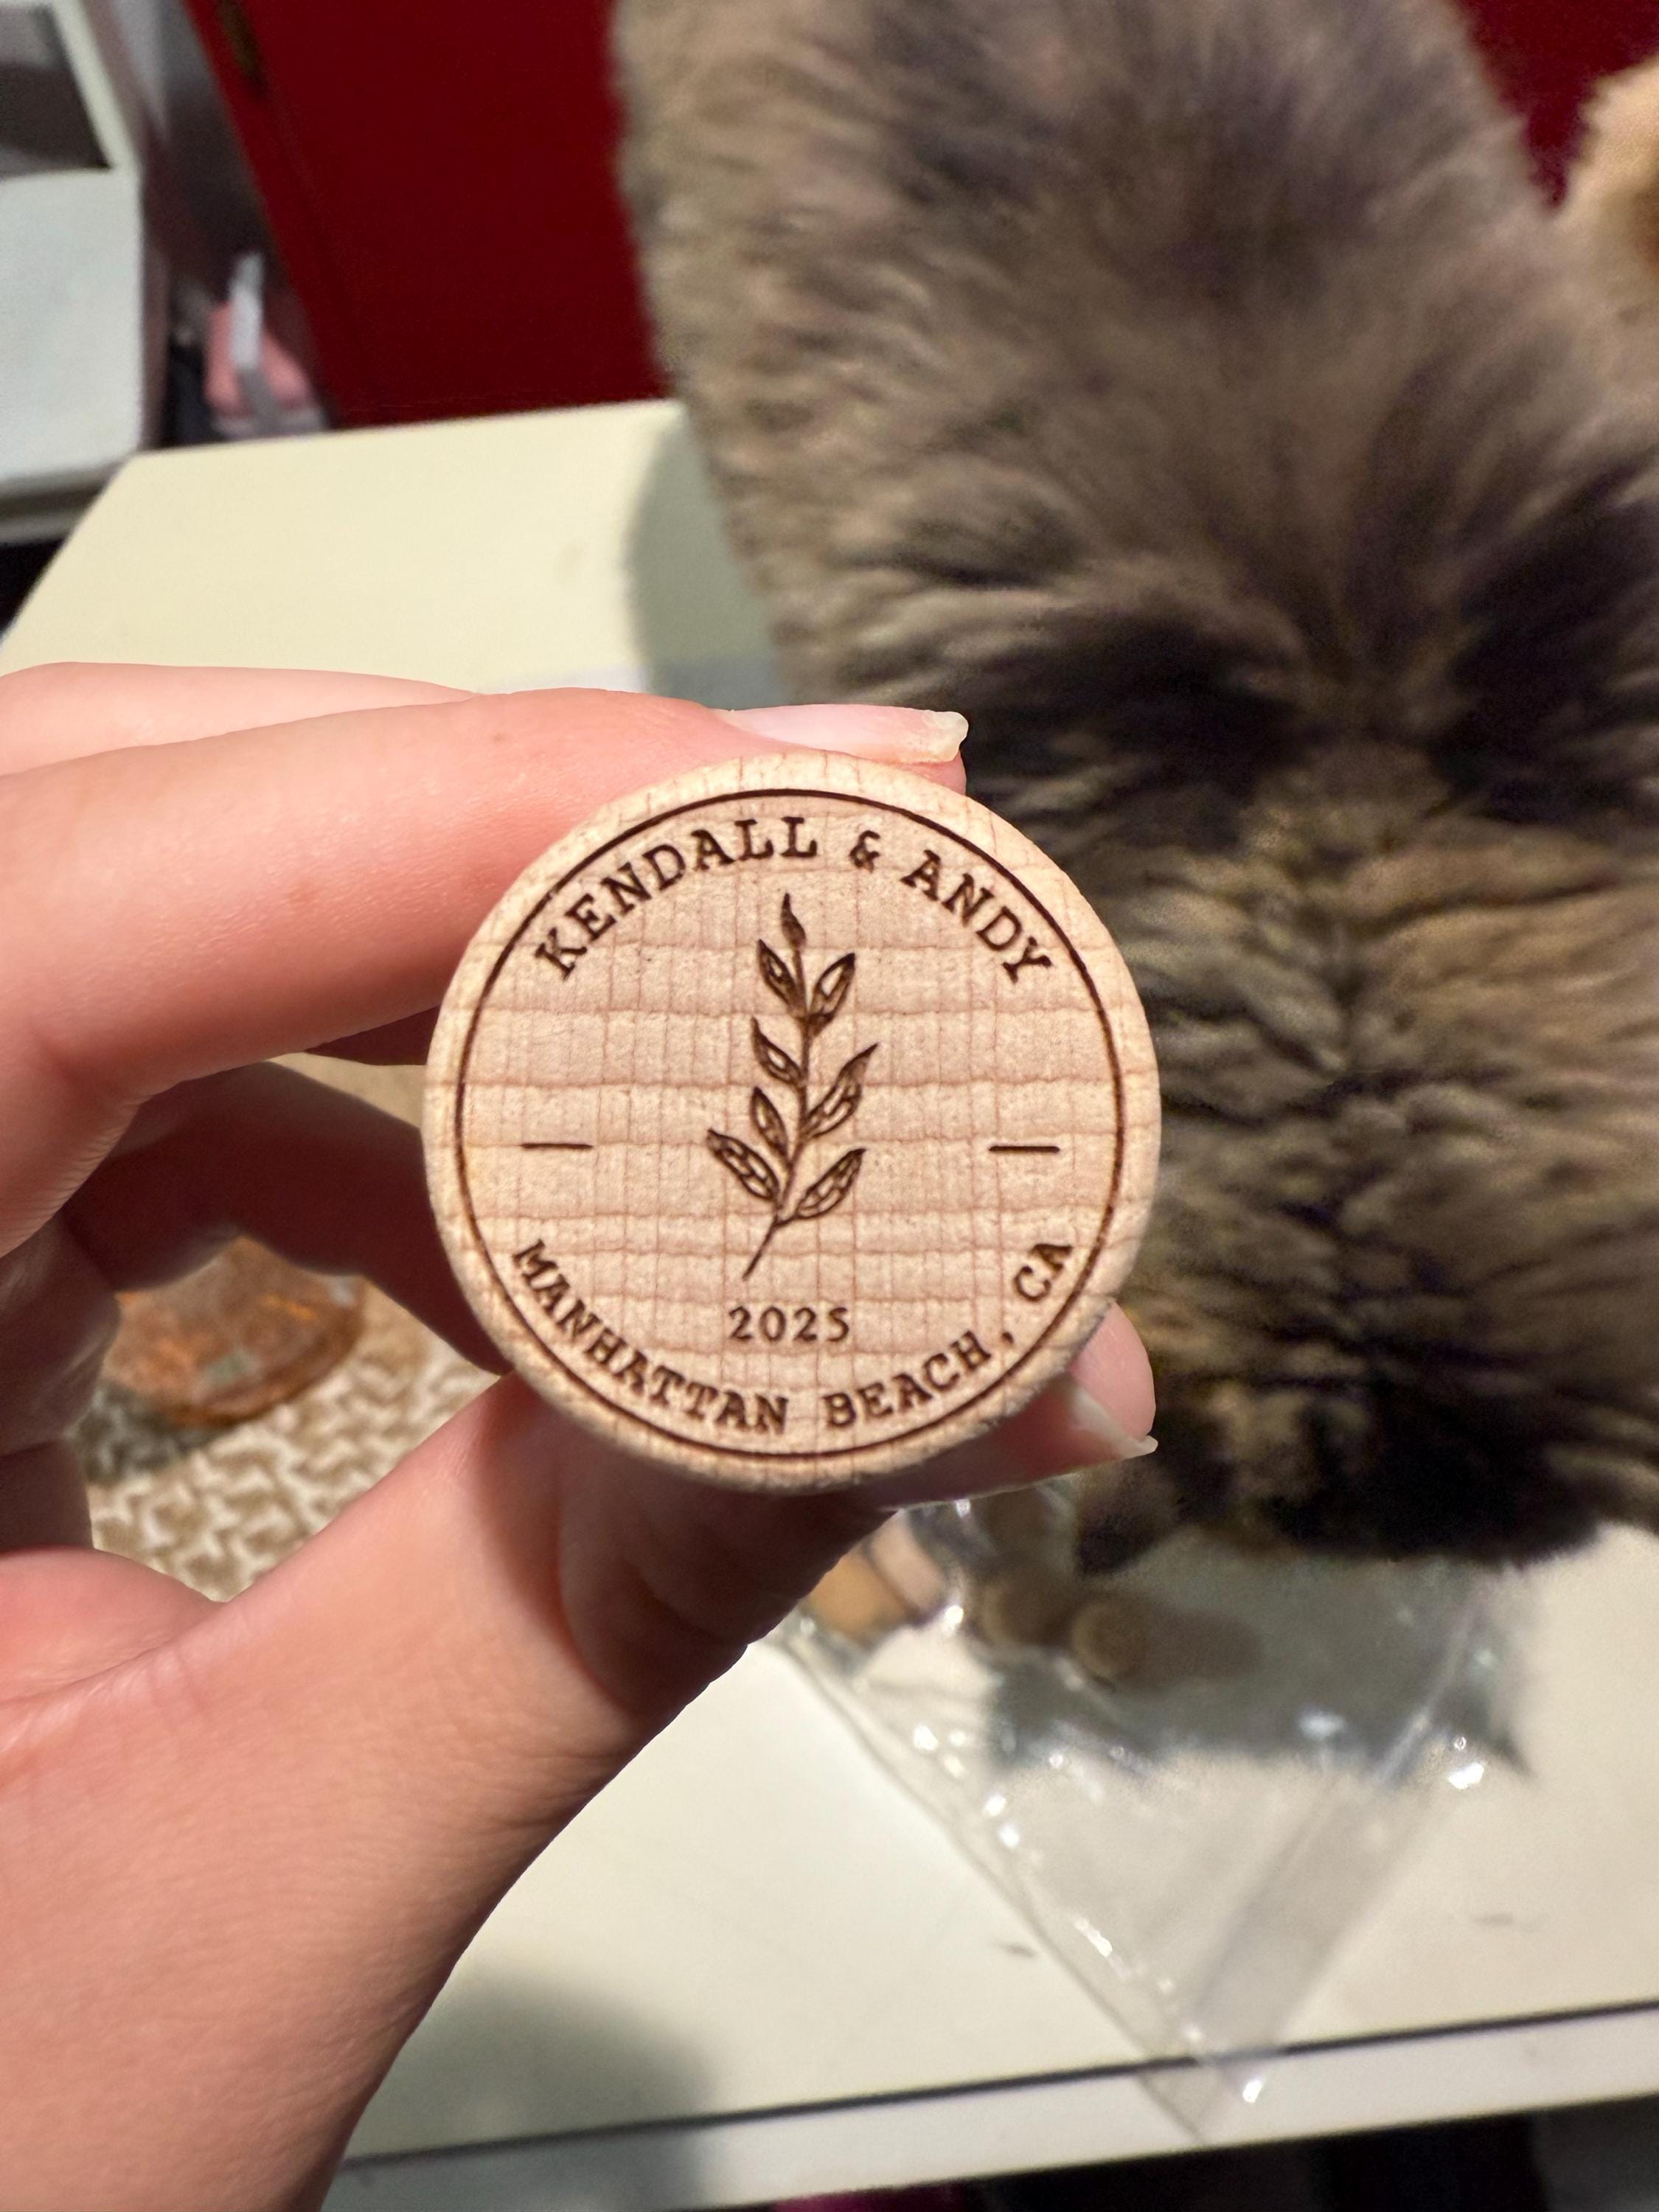 KENDALL & ANDY
2025
MANHATTAN BEACH, CA